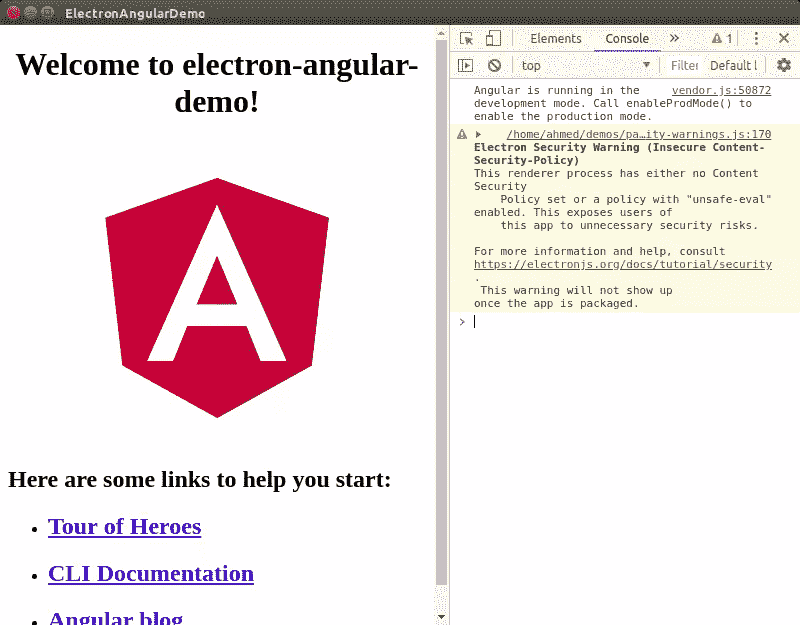 ElectronAngularDemo
Welcome to electron-angular-
demo!
Here are some links to help you start:
Tour of Heroes
CLI Documentation
Angular blog
Elements Console » 1
top Filter Default l
Angular is running in the vendor.js:50872
development mode. Call enableProdMode() to
enable the production mode.
/home/ahmed/demos/pa…ity-warnings.js:170
Electron Security Warning (Insecure Content-
Security-Policy)
This renderer process has either no Content
Security
Policy set or a policy with "unsafe-eval"
enabled. This exposes users of
this app to unnecessary security risks.
For more information and help, consult
https://electronjs.org/docs/tutorial/security
.
This warning will not show up
once the app is packaged.
>